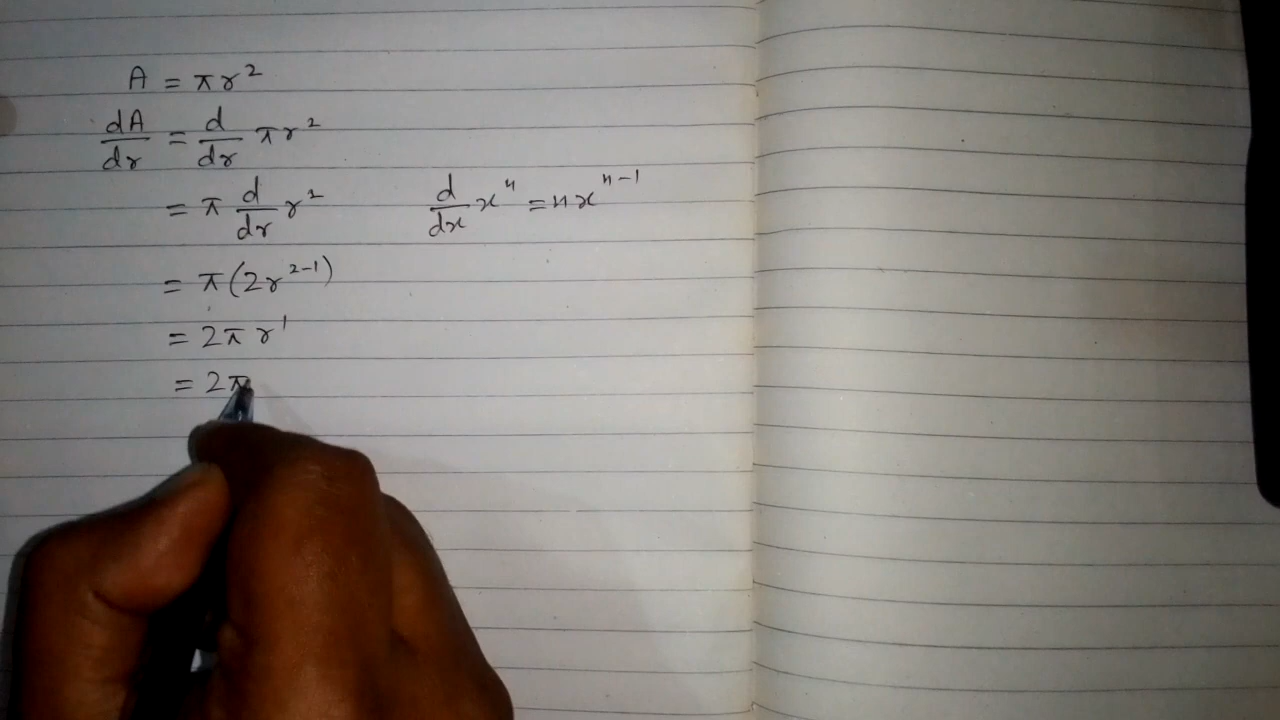 A = πr²
dA/dr = d/dr πr²
= π d/dr r² d/dx xⁿ = nxⁿ⁻¹
= π(2r²⁻¹)
= 2πr¹
= 2π